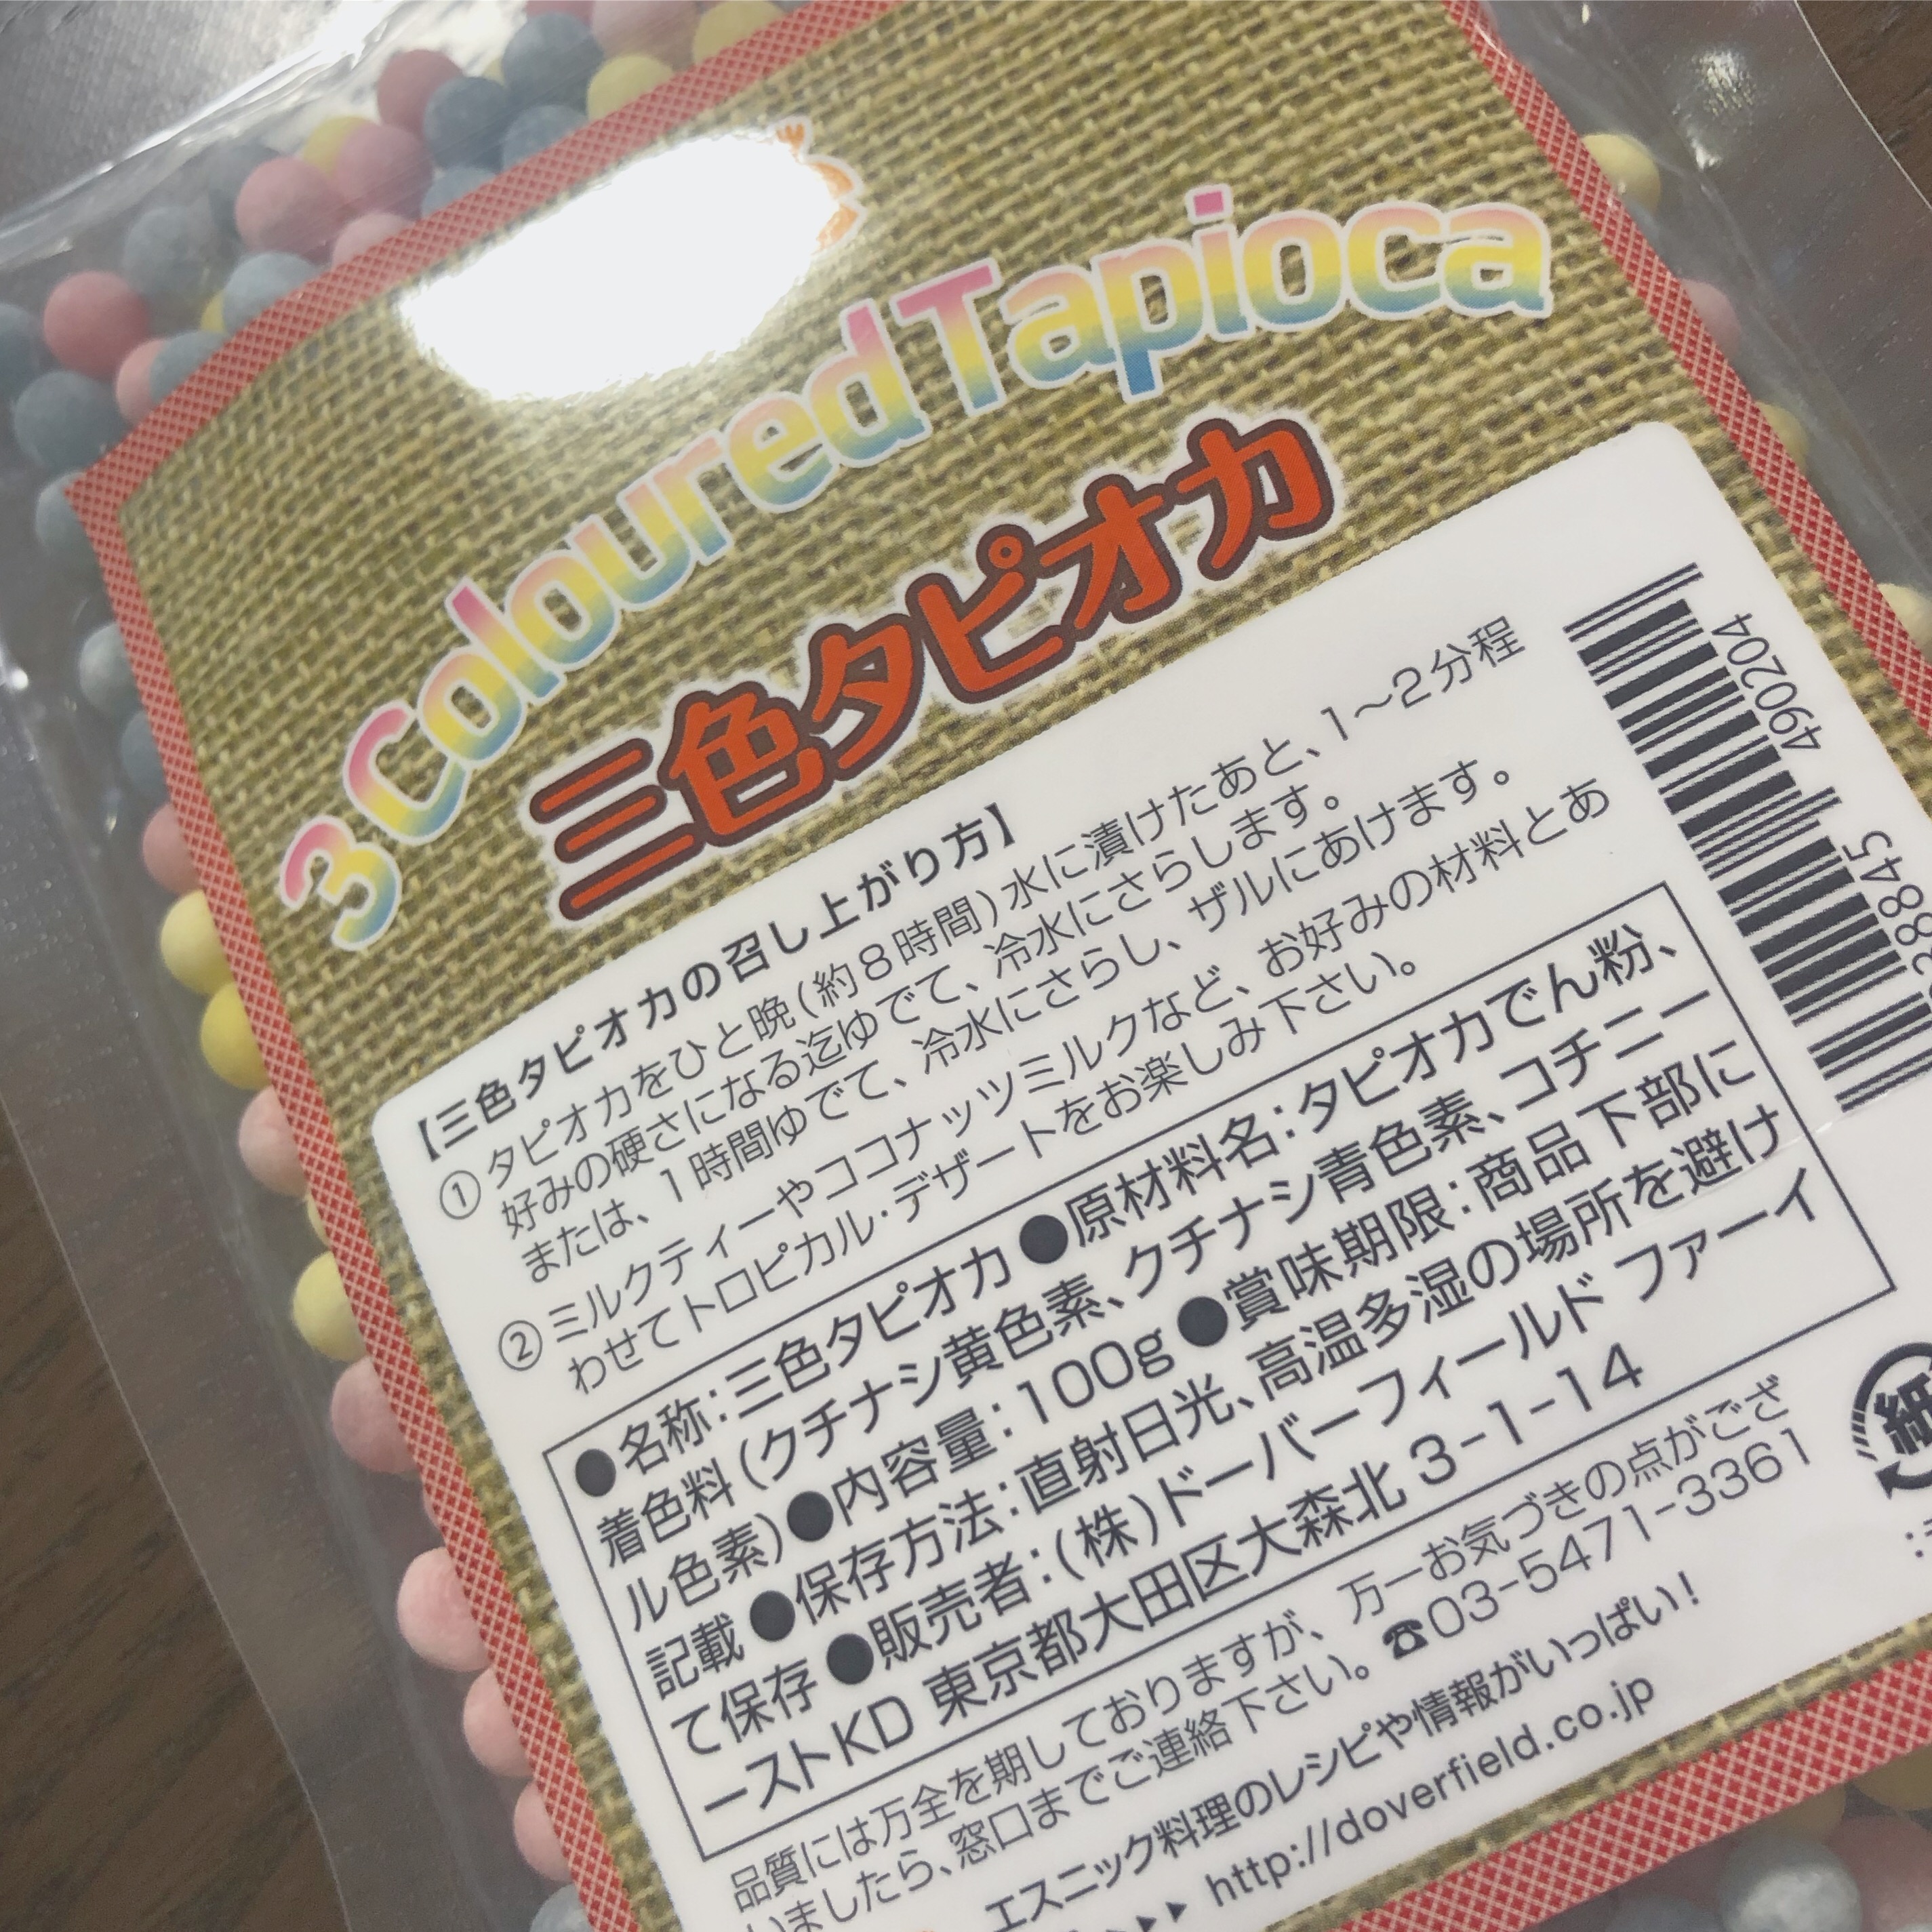 3 Coloured Tapioca
三色タピオカ
【三色タピオカの召し上がり方】
① タピオカをひと晩(約8時間)水に漬けたあと、1～2分程
好みの硬さになる迄ゆでて、冷水にさらします。
または、1時間ゆでて、冷水にさらし、ザルにあけます。
② ミルクティーやココナッツミルクなど、お好みの材料とあ
わせてトロピカル・デザートをお楽しみ下さい。
●名称:三色タピオカ ●原材料名:タピオカでん粉、
着色料(クチナシ黄色素、クチナシ青色素、コチニー
ル色素)●内容量:100g ●賞味期限:商品下部に
記載 ●保存方法:直射日光、高温多湿の場所を避け
て保存 ●販売者:(株)ドーバーフィールド ファーイ
ーストKD 東京都大田区大森北 3-1-14
品質には万全を期しておりますが、万一お気づきの点がござ
いましたら、窓口までご連絡下さい。☎03-5471-3361
エスニック料理のレシピや情報がいっぱい!
http://doverfield.co.jp
490204
紙